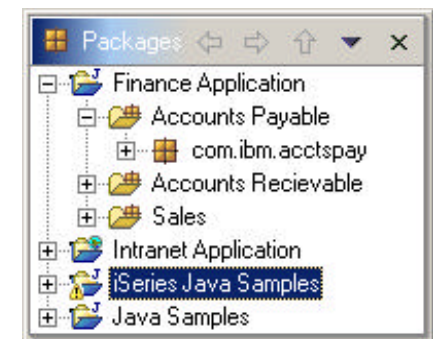 Packages
Finance Application
Accounts Payable
com.ibm.acctspay
Accounts Recievable
Sales
Intranet Application
iSeries Java Samples
Java Samples